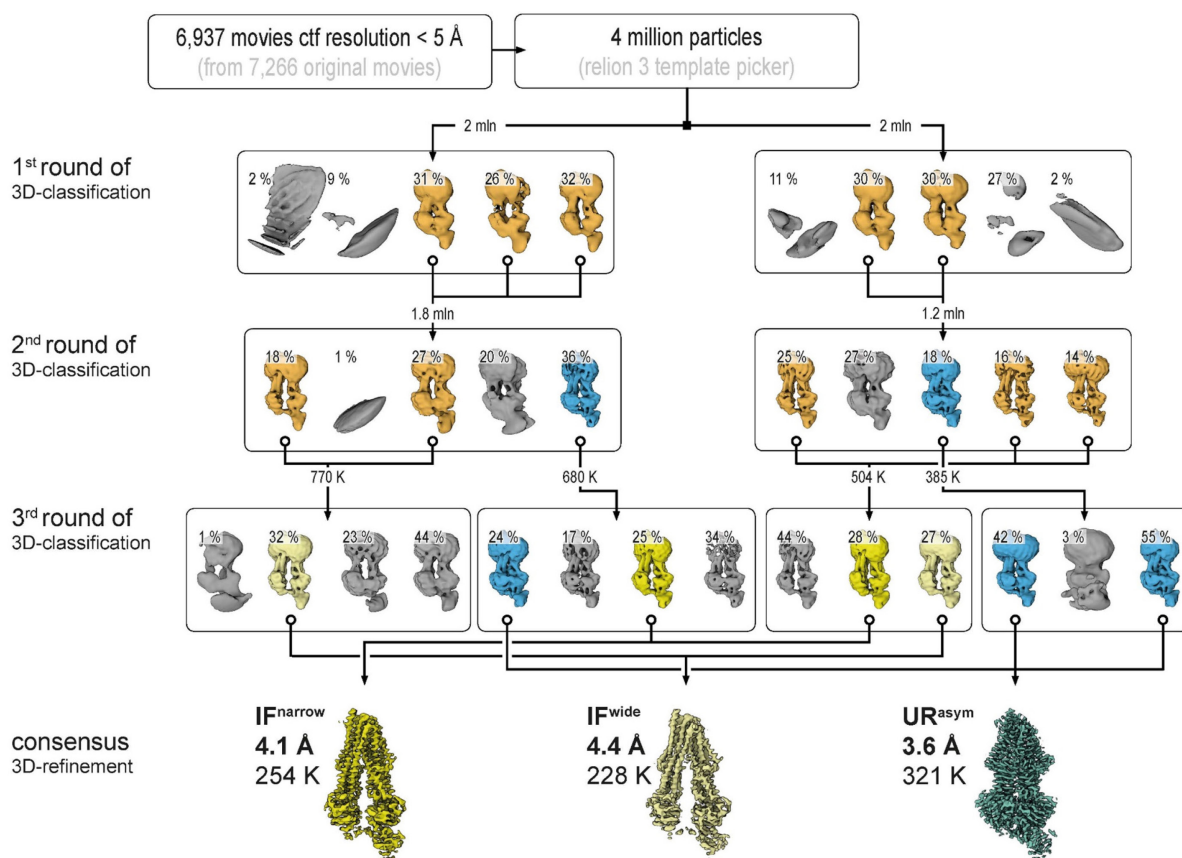 6,937 movies ctf resolution < 5 Å
(from 7,266 original movies)
4 million particles
(relion 3 template picker)
2 mln
2 mln
1st round of
3D-classification
2 %
9 %
31 %
26 %
32 %
11 %
30 %
30 %
27 %
2 %
1.8 mln
1.2 mln
2nd round of
3D-classification
18 %
1 %
27 %
20 %
36 %
25 %
27 %
18 %
16 %
14 %
770 K
680 K
504 K
385 K
3rd round of
3D-classification
1 %
32 %
23 %
44 %
24 %
17 %
25 %
34 %
44 %
28 %
27 %
42 %
3 %
55 %
consensus
3D-refinement
IFnarrow
4.1 Å
254 K
IFwide
4.4 Å
228 K
URasym
3.6 Å
321 K